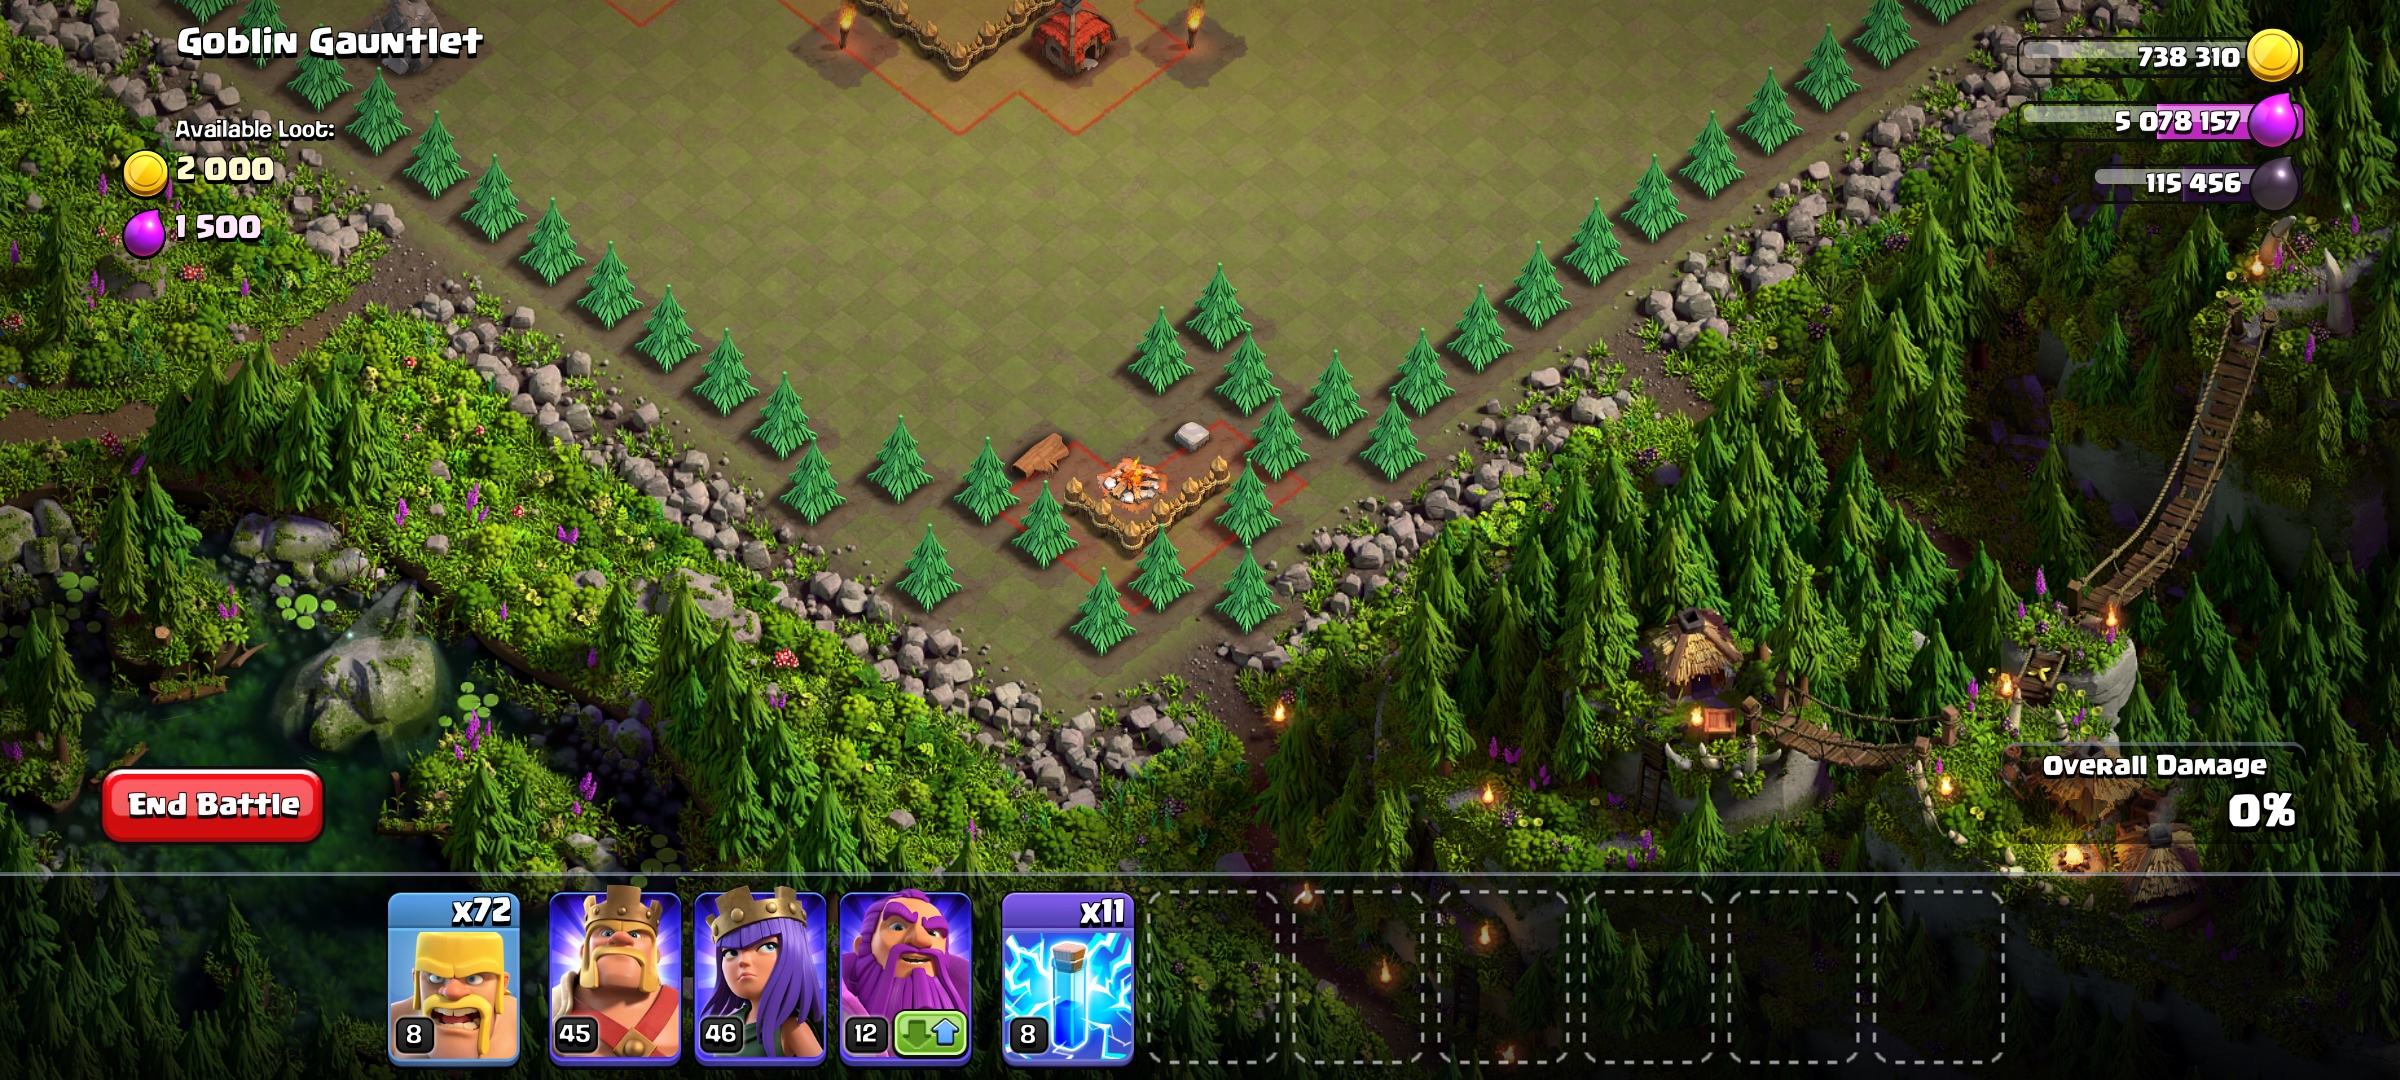 Goblin Gauntlet
Available Loot:
2 000
1 500
738 310
5 078 157
115 456
End Battle
Overall Damage
0%
x72
8
45
46
12
x11
8